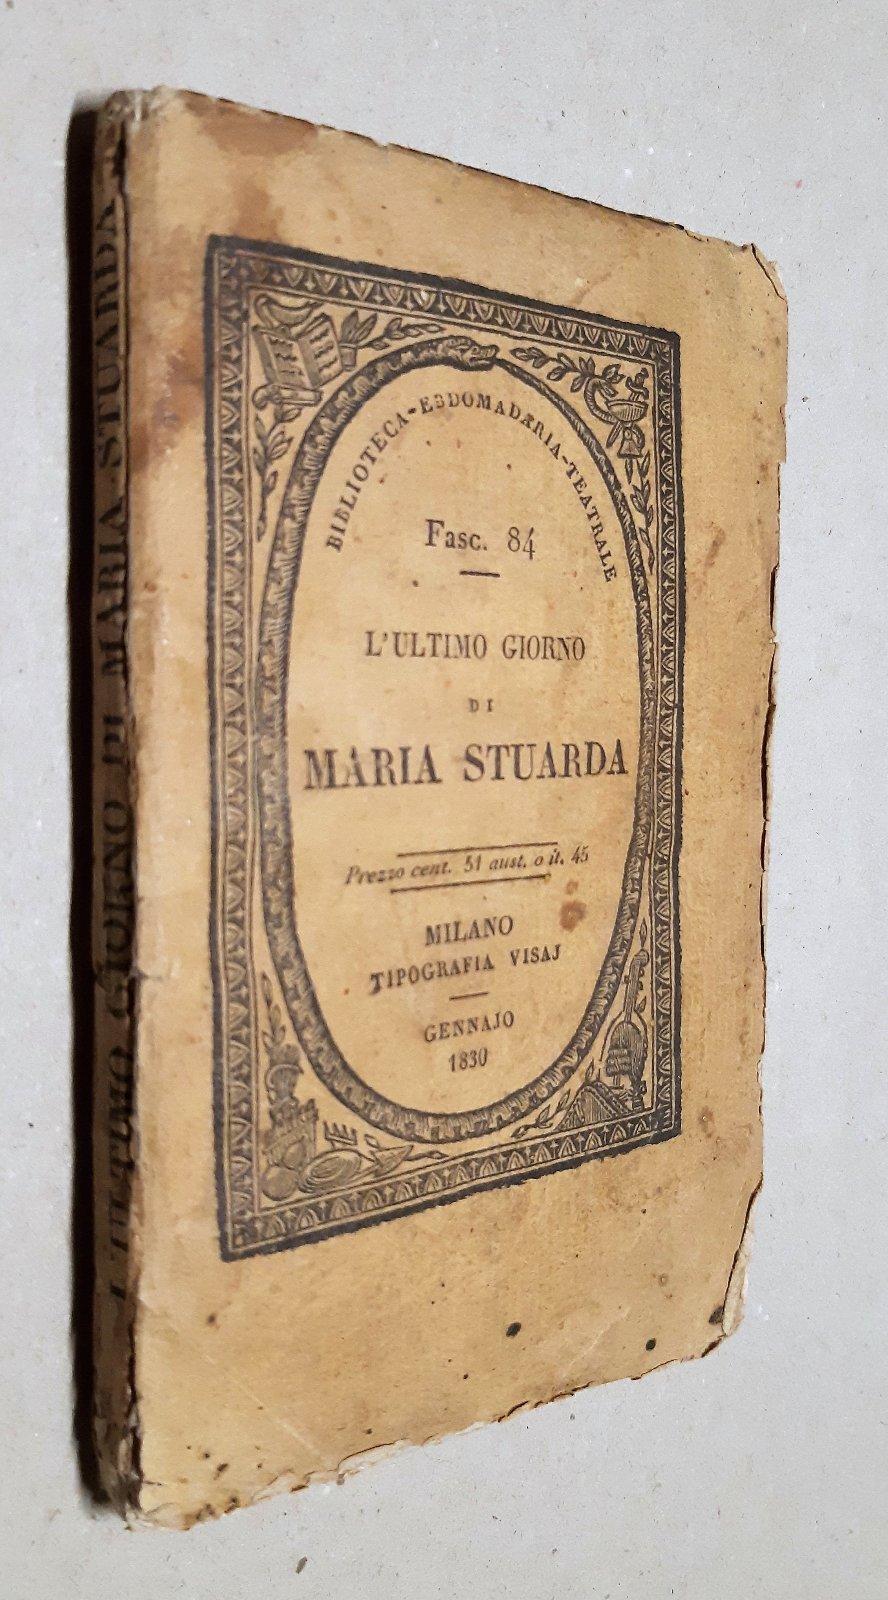 BIBLIOTECA-EBDOMADARIA-TEATRALE
Fasc. 84
L'ULTIMO GIORNO
DI
MARIA STUARDA
Prezzo cent. 51 aust. o it. 45
MILANO
TIPOGRAFIA VISAJ
GENNAJO
1830
L'ULTIMO GIORNO DI MARIA STUARDA